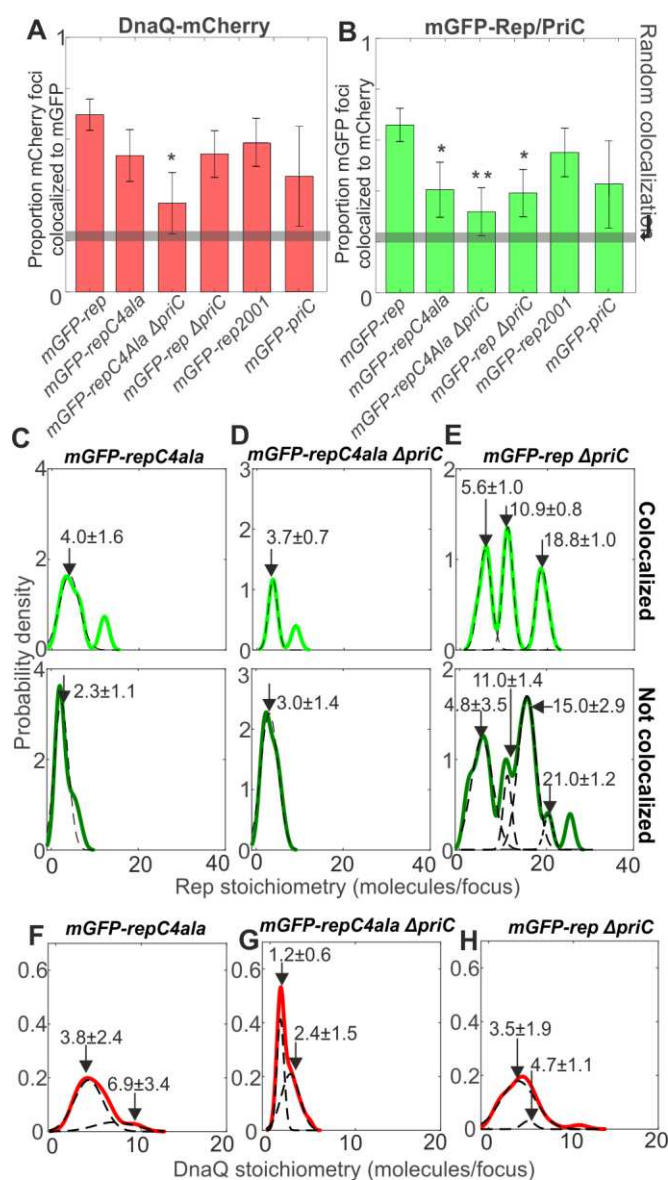 A
DnaQ-mCherry
Proportion mCherry foci
colocalized to mGFP
1
0
*
mGFP-rep
mGFP-repC4ala
mGFP-repC4Ala ΔpriC
mGFP-rep ΔpriC
mGFP-rep2001
mGFP-priC
B
mGFP-Rep/PriC
Proportion mGFP foci
colocalized to mCherry
1
0
*
**
*
Random colocalization
mGFP-rep
mGFP-repC4ala
mGFP-repC4Ala ΔpriC
mGFP-rep ΔpriC
mGFP-rep2001
mGFP-priC
C
mGFP-repC4ala
D
mGFP-repC4ala ΔpriC
E
mGFP-rep ΔpriC
4
2
0
4.0±1.6
4
2
0
3.7±0.7
2
1
0
5.6±1.0
10.9±0.8
18.8±1.0
Colocalized
Probability density
4
3
2
1
0
2.3±1.1
0
20
40
3
2
1
0
3.0±1.4
0
20
40
2
1
0
4.8±3.5
11.0±1.4
15.0±2.9
21.0±1.2
0
20
40
Not colocalized
Rep stoichiometry (molecules/focus)
F
mGFP-repC4ala
G
mGFP-repC4ala ΔpriC
H
mGFP-rep ΔpriC
0.6
0.4
0.2
0
3.8±2.4
6.9±3.4
0
10
20
0.6
0.4
0.2
0
1.2±0.6
2.4±1.5
0
10
20
0.6
0.4
0.2
0
3.5±1.9
4.7±1.1
0
10
20
DnaQ stoichiometry (molecules/focus)